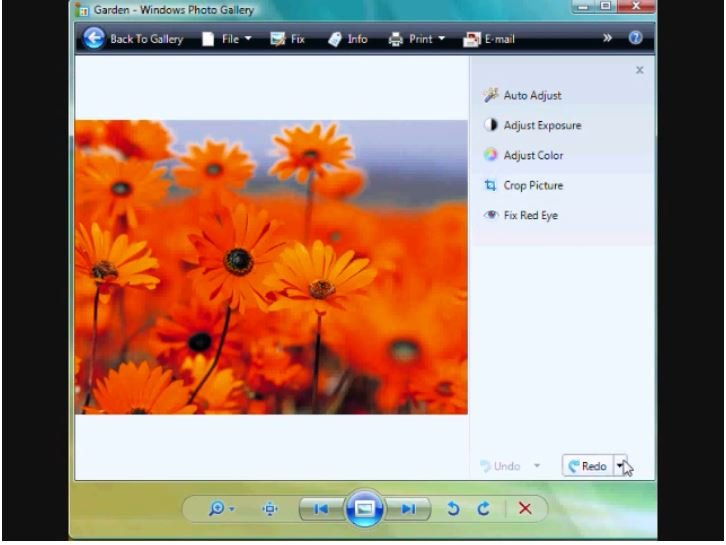 Garden - Windows Photo Gallery
Back To Gallery File Fix Info Print E-mail »
Auto Adjust
Adjust Exposure
Adjust Color
Crop Picture
Fix Red Eye
Undo Redo